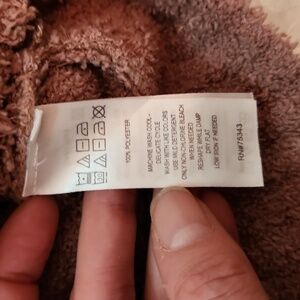 100% POLYESTER
MACHINE WASH COOL-
DELICATE CYCLE
WASH WITH LIKE COLORS
USE MILD DETERGENT
ONLY NON-CHLORINE BLEACH
WHEN NEEDED
RESHAPE WHILE DAMP
DRY FLAT
LOW IRON IF NEEDED
RN#75343